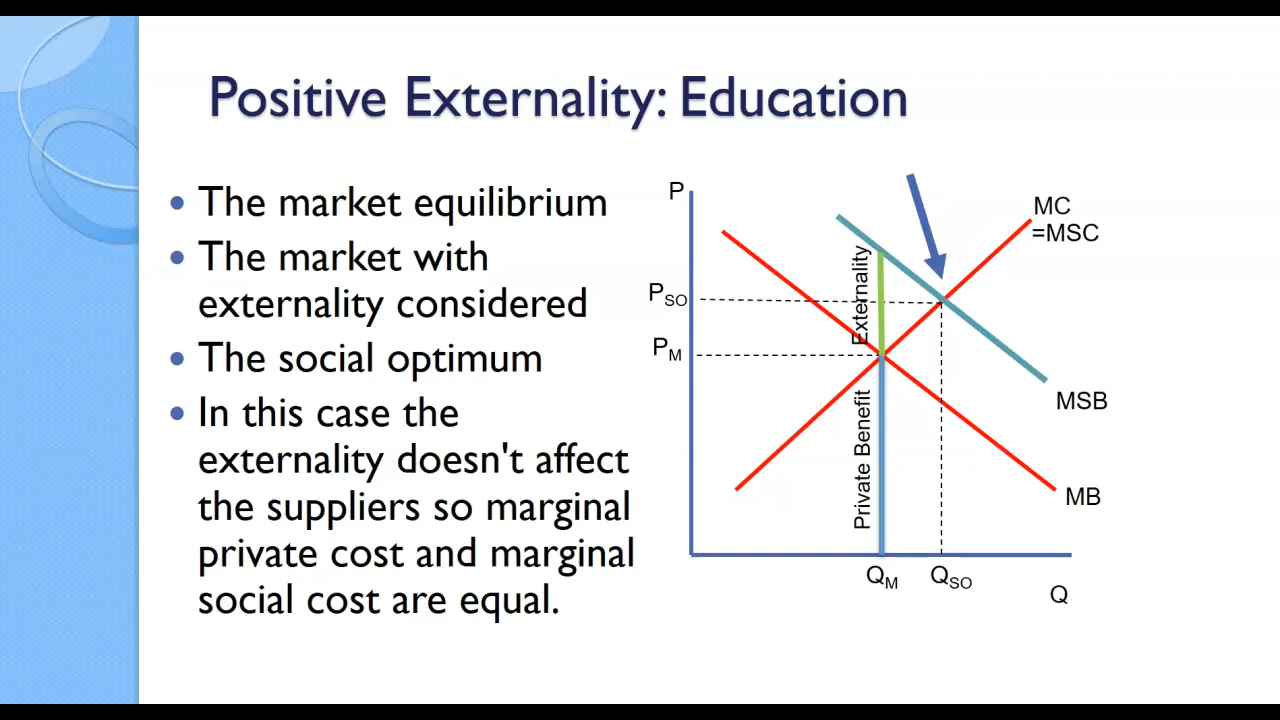 Positive Externality: Education
• The market equilibrium
• The market with
externality considered
• The social optimum
• In this case the
externality doesn't affect
the suppliers so marginal
private cost and marginal
social cost are equal.
P
MC
=MSC
Externality
PSO
PM
Private Benefit
MSB
MB
QM
QSO
Q